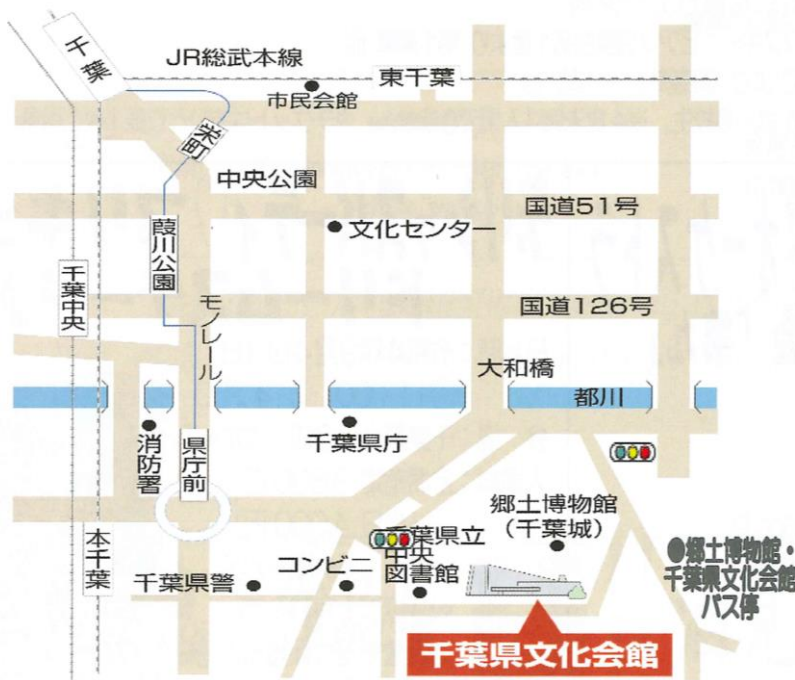 千葉
JR総武本線
東千葉
市民会館
栄町
中央公園
国道51号
文化センター
葭川公園
千葉中央
国道126号
モノレール
大和橋
都川
消防署
県庁前
千葉県庁
本千葉
郷土博物館
(千葉城)
千葉県立
中央
図書館
コンビニ
千葉県警
●郷土博物館・
千葉県文化会館
バス停
千葉県文化会館